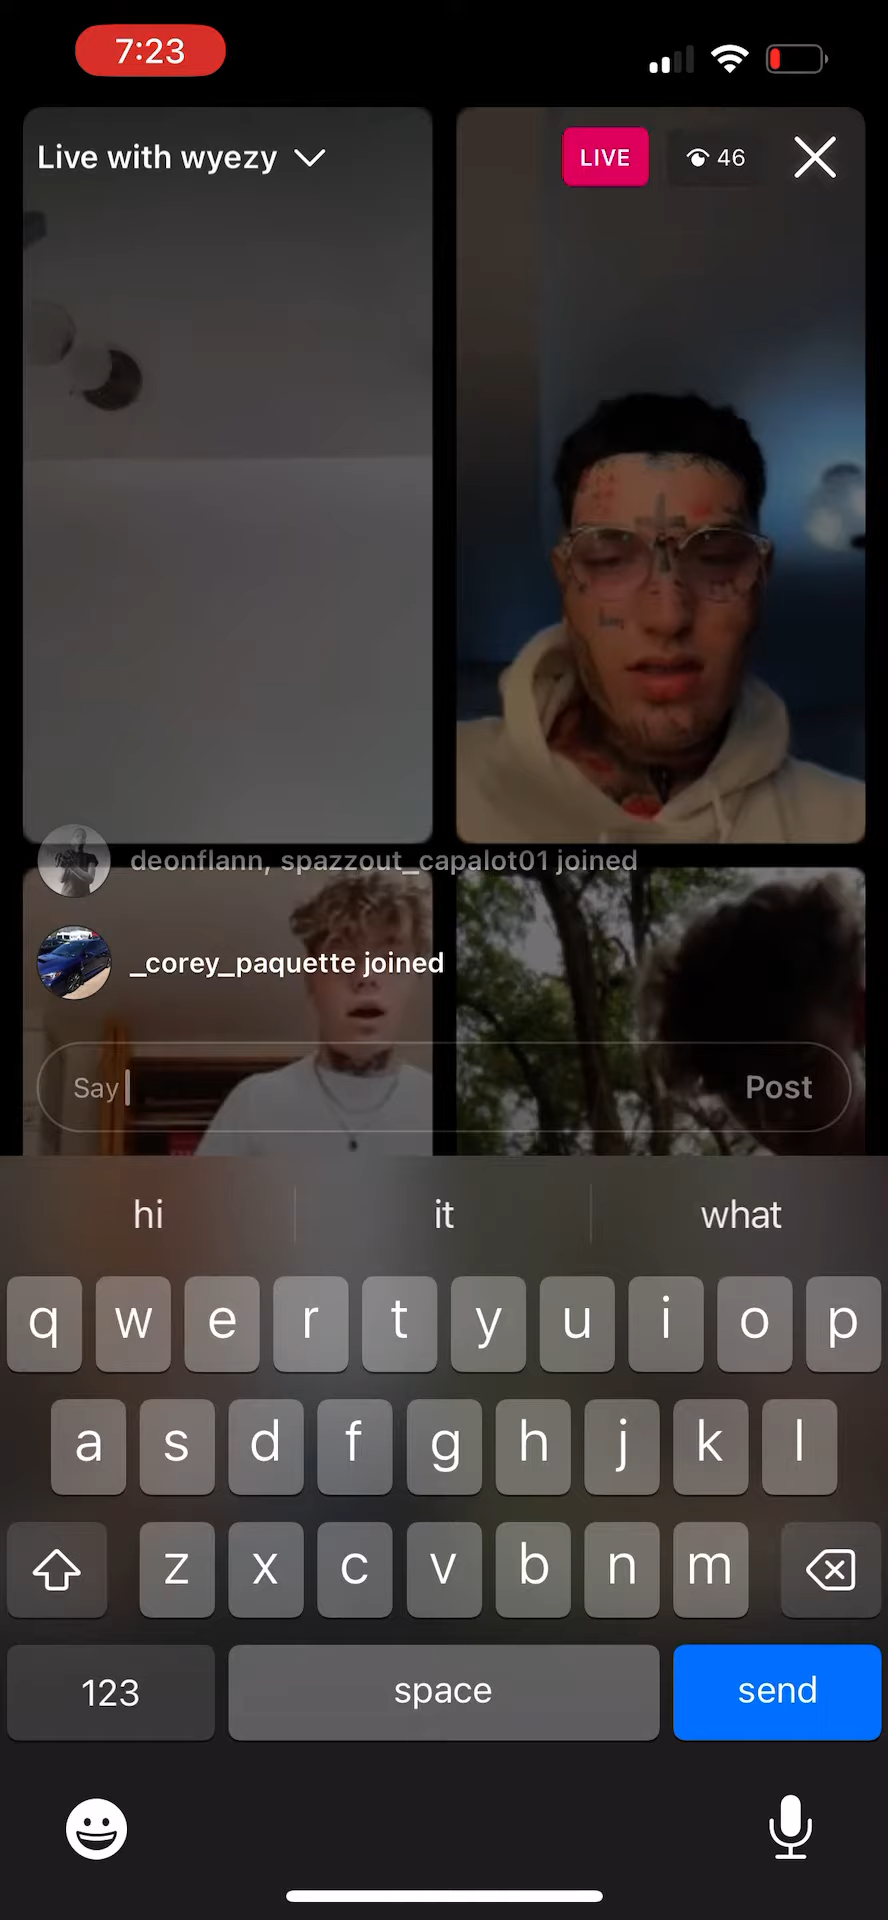 7:23
Live with wyezy
LIVE
46
deonflann, spazzout_capalot01 joined
_corey_paquette joined
Say
Post
hi it what
q w e r t y u i o p
a s d f g h j k l
z x c v b n m
123 space send